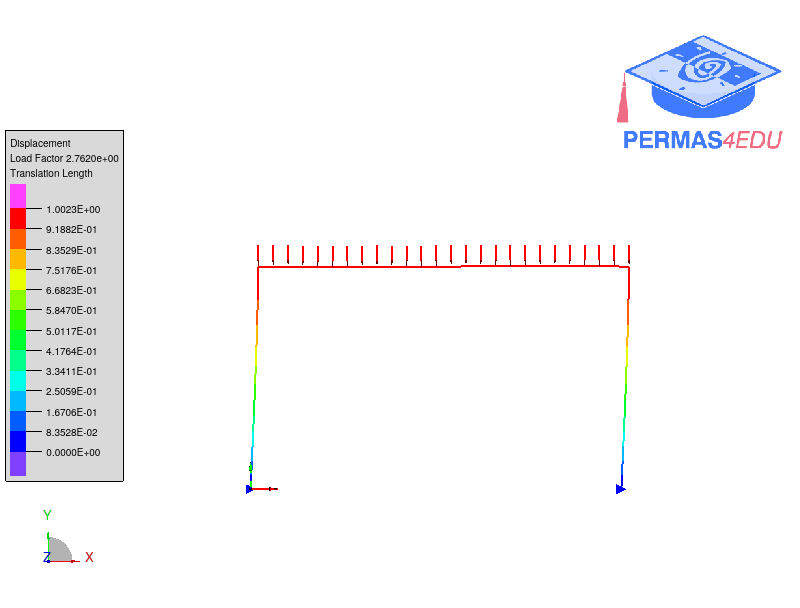 PERMAS4EDU
Displacement
Load Factor 2.7620e+00
Translation Length
1.0023E+00
9.1882E-01
8.3529E-01
7.5176E-01
6.6823E-01
5.8470E-01
5.0117E-01
4.1764E-01
3.3411E-01
2.5059E-01
1.6706E-01
8.3528E-02
0.0000E+00
Y
Z X